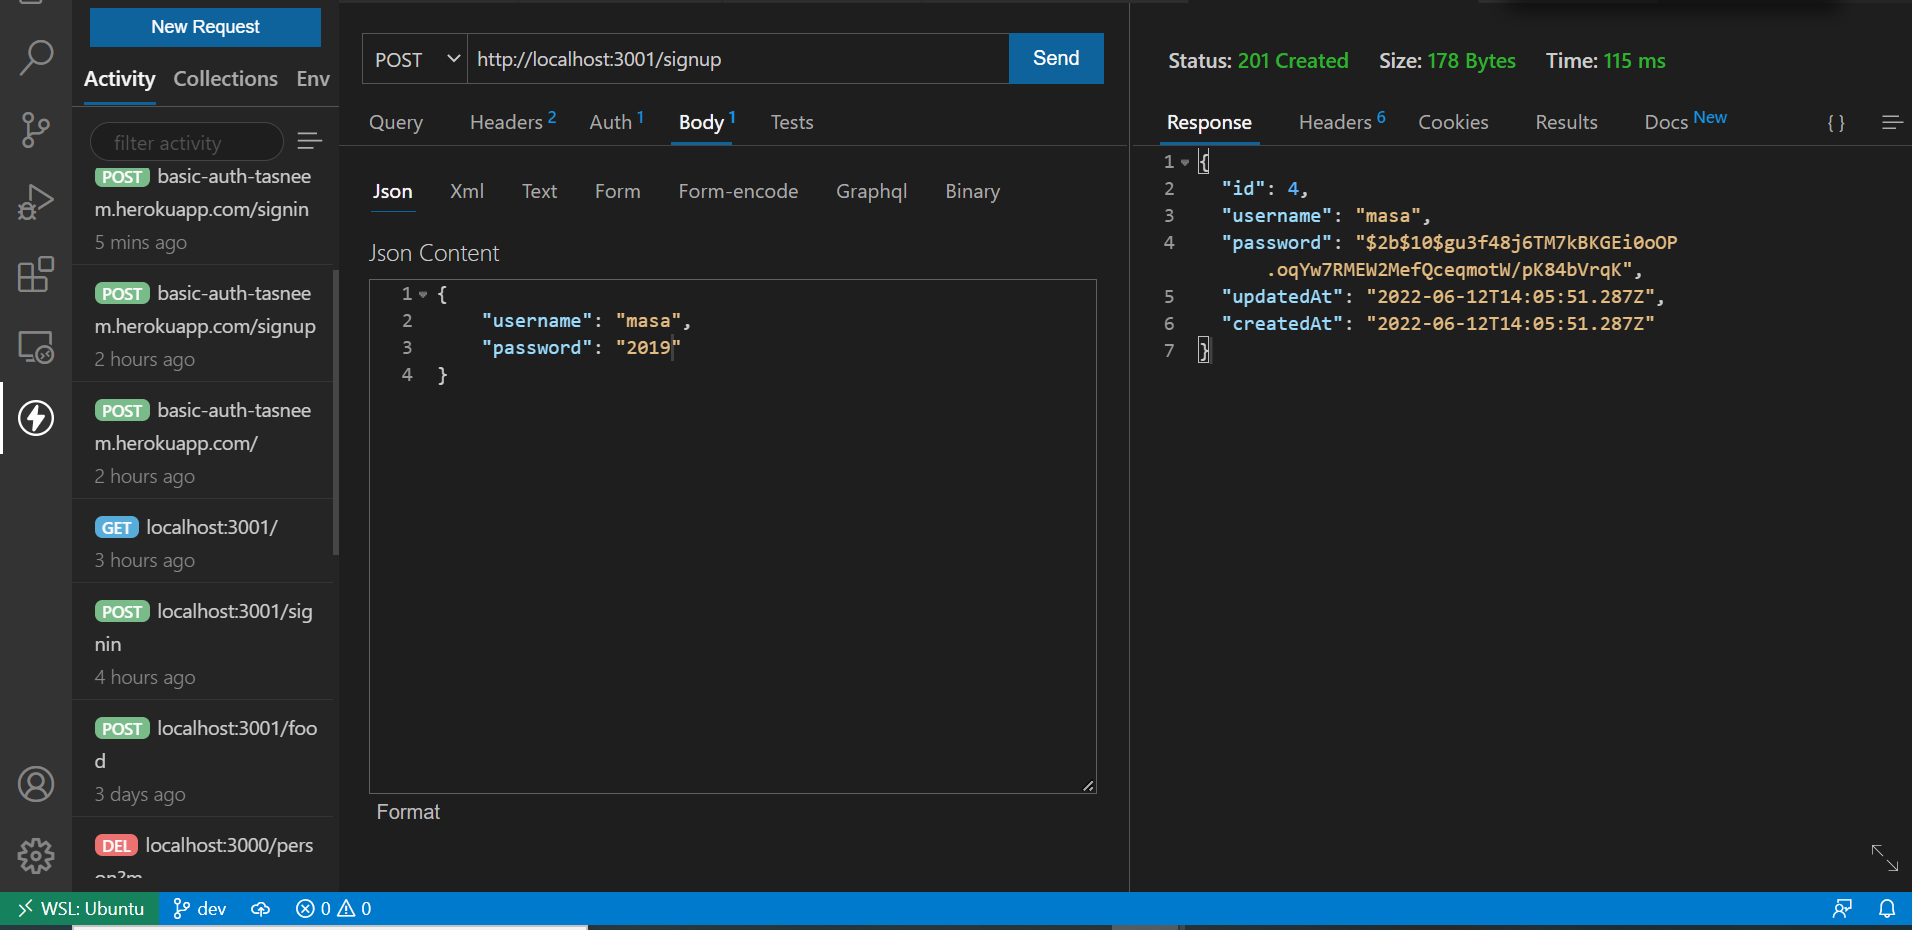 New Request
Activity Collections Env
filter activity
POST basic-auth-tasnee
m.herokuapp.com/signin
5 mins ago
POST basic-auth-tasnee
m.herokuapp.com/signup
2 hours ago
POST basic-auth-tasnee
m.herokuapp.com/
2 hours ago
GET localhost:3001/
3 hours ago
POST localhost:3001/sig
nin
4 hours ago
POST localhost:3001/foo
d
3 days ago
DEL localhost:3000/pers
on?m
POST http://localhost:3001/signup Send
Query Headers 2 Auth 1 Body 1 Tests
Json Xml Text Form Form-encode Graphql Binary
Json Content
1 {
2 "username": "masa",
3 "password": "2019"
4 }
Format
Status: 201 Created Size: 178 Bytes Time: 115 ms
Response Headers 6 Cookies Results Docs New { }
1 {
2 "id": 4,
3 "username": "masa",
4 "password": "$2b$10$gu3f48j6TM7kBKGEi0oOP
.oqYw7RMEW2MefQceqmotW/pK84bVrqK",
5 "updatedAt": "2022-06-12T14:05:51.287Z",
6 "createdAt": "2022-06-12T14:05:51.287Z"
7 }
WSL: Ubuntu dev 0 0